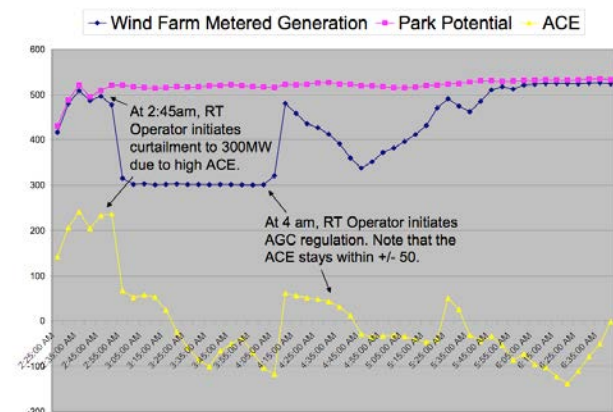 Wind Farm Metered Generation Park Potential ACE
600
500
400
300
200
100
0
-100
-200
At 2:45am, RT
Operator initiates
curtailment to 300MW
due to high ACE.
At 4 am, RT Operator initiates
AGC regulation. Note that the
ACE stays within +/- 50.
2:25:00 AM
2:35:00 AM
2:45:00 AM
2:55:00 AM
3:05:00 AM
3:15:00 AM
3:25:00 AM
3:35:00 AM
3:45:00 AM
3:55:00 AM
4:25:00 AM
4:35:00 AM
4:45:00 AM
4:55:00 AM
5:05:00 AM
5:15:00 AM
5:25:00 AM
5:35:00 AM
5:45:00 AM
5:55:00 AM
6:05:00 AM
6:15:00 AM
6:25:00 AM
6:35:00 AM